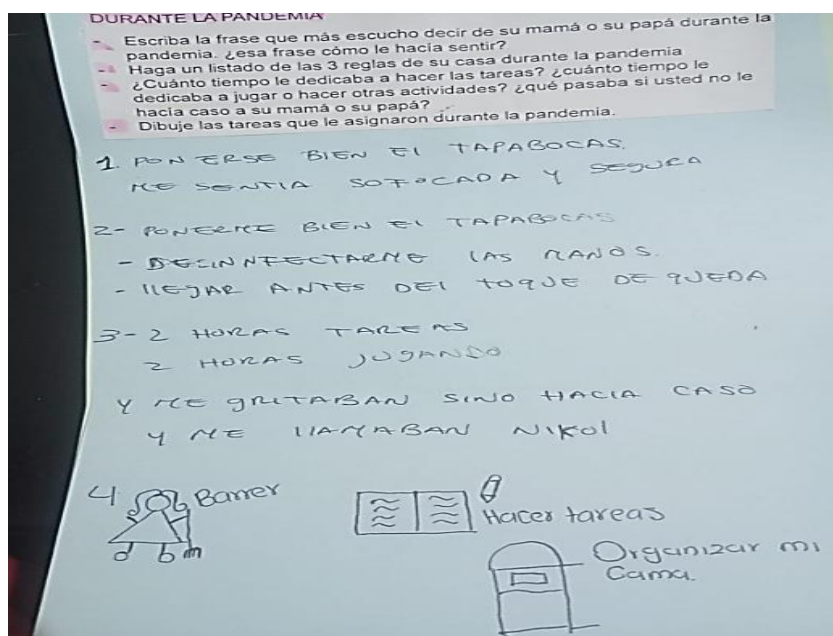 DURANTE LA PANDEMIA
- Escriba la frase que más escucho decir de su mamá o su papá durante la
pandemia. ¿esa frase cómo le hacía sentir?
- Haga un listado de las 3 reglas de su casa durante la pandemia
- ¿Cuánto tiempo le dedicaba a hacer las tareas? ¿cuánto tiempo le
dedicaba a jugar o hacer otras actividades? ¿qué pasaba si usted no le
hacía caso a su mamá o su papá?
- Dibuje las tareas que le asignaron durante la pandemia.
1. PONERSE BIEN El TAPABOCAS.
ME SENTIA SOFOCADA Y SEGURA
2- PONERME BIEN El TAPABOCAS
- DESINNFECTARME LAS MANOS.
- llEGAR ANTES DEl TOQUE DE QUEDA
3- 2 HORAS TAREAS
2 HORAS JUGANDO
Y ME GRITABAN SINO HACIA CASO
Y ME llAMABAN NIKOl
4 Barrer
Hacer tareas
Organizar mi
Cama.